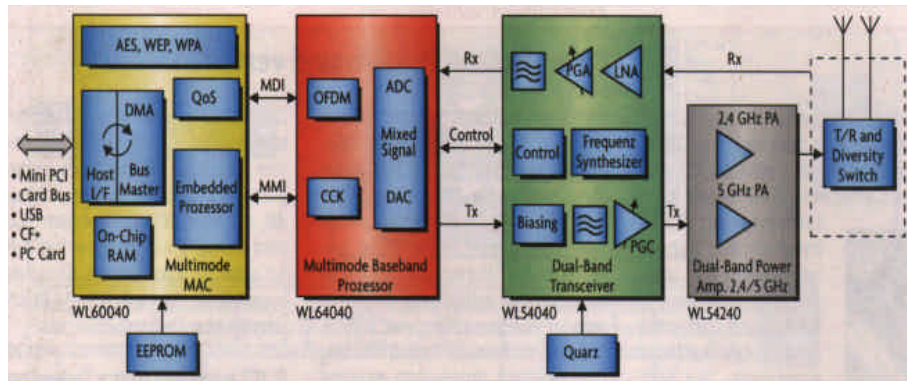 AES, WEP, WPA
QoS
DMA
Host
I/F
Bus
Master
Embedded
Prozessor
On-Chip
RAM
Multimode
MAC
WL60040
EEPROM
• Mini PCI
• Card Bus
• USB
• CF+
• PC Card
MDI
MMI
OFDM
CCK
ADC
Mixed
Signal
DAC
Multimode Baseband
Prozessor
WL64040
Rx
Control
Tx
PGA
LNA
Control
Frequenz
Synthesizer
Biasing
PGC
Dual-Band
Transceiver
WL54040
Quarz
Rx
Tx
2,4 GHz PA
5 GHz PA
Dual-Band Power
Amp. 2,4/5 GHz
WL54240
T/R and
Diversity
Switch